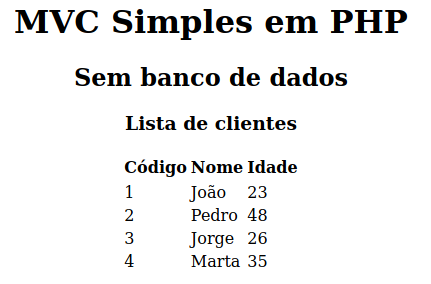 MVC Simples em PHP
Sem banco de dados
Lista de clientes
Código Nome Idade
1 João 23
2 Pedro 48
3 Jorge 26
4 Marta 35